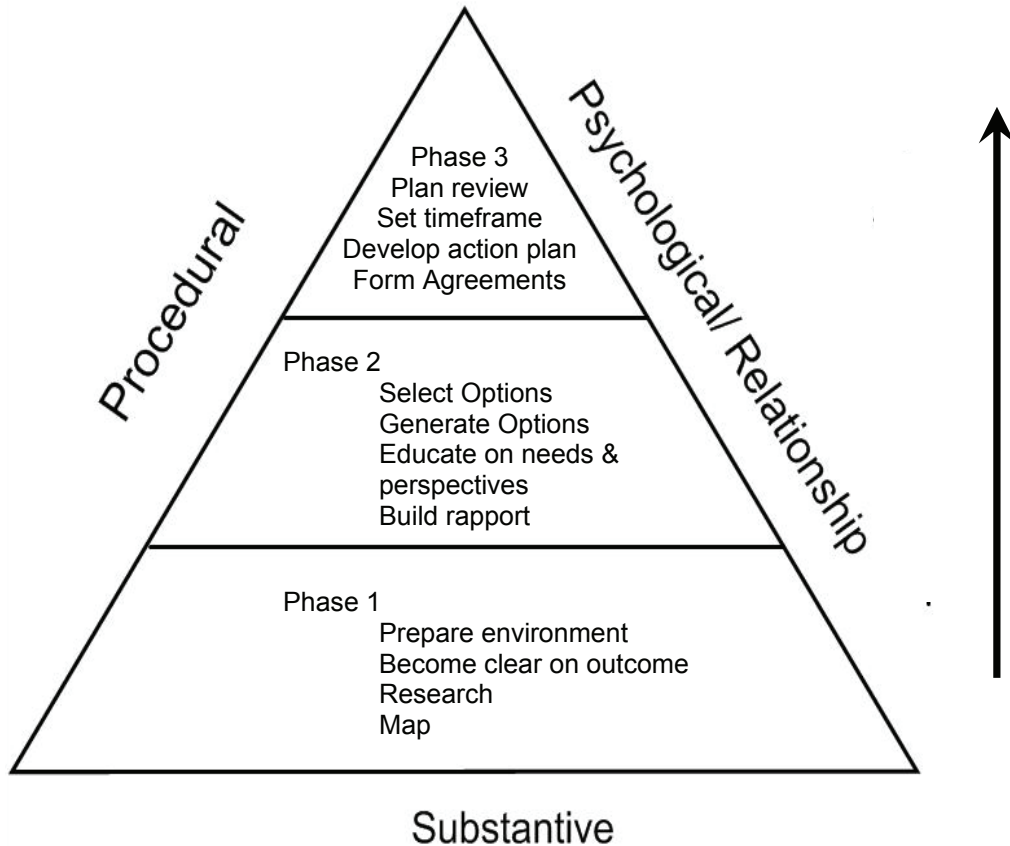 Phase 3
Plan review
Set timeframe
Develop action plan
Form Agreements
Procedural
Psychological/ Relationship
Phase 2
Select Options
Generate Options
Educate on needs &
perspectives
Build rapport
Phase 1
Prepare environment
Become clear on outcome
Research
Map
Substantive